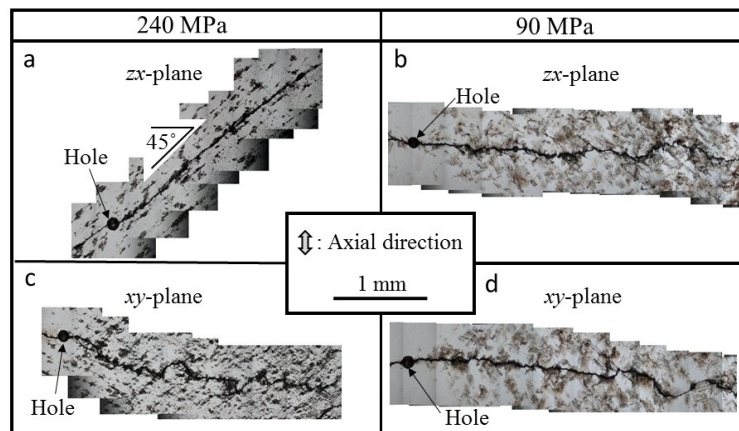 240 MPa
90 MPa
a
zx-plane
45°
Hole
b
zx-plane
Hole
⇕: Axial direction
1 mm
c
xy-plane
Hole
d
xy-plane
Hole